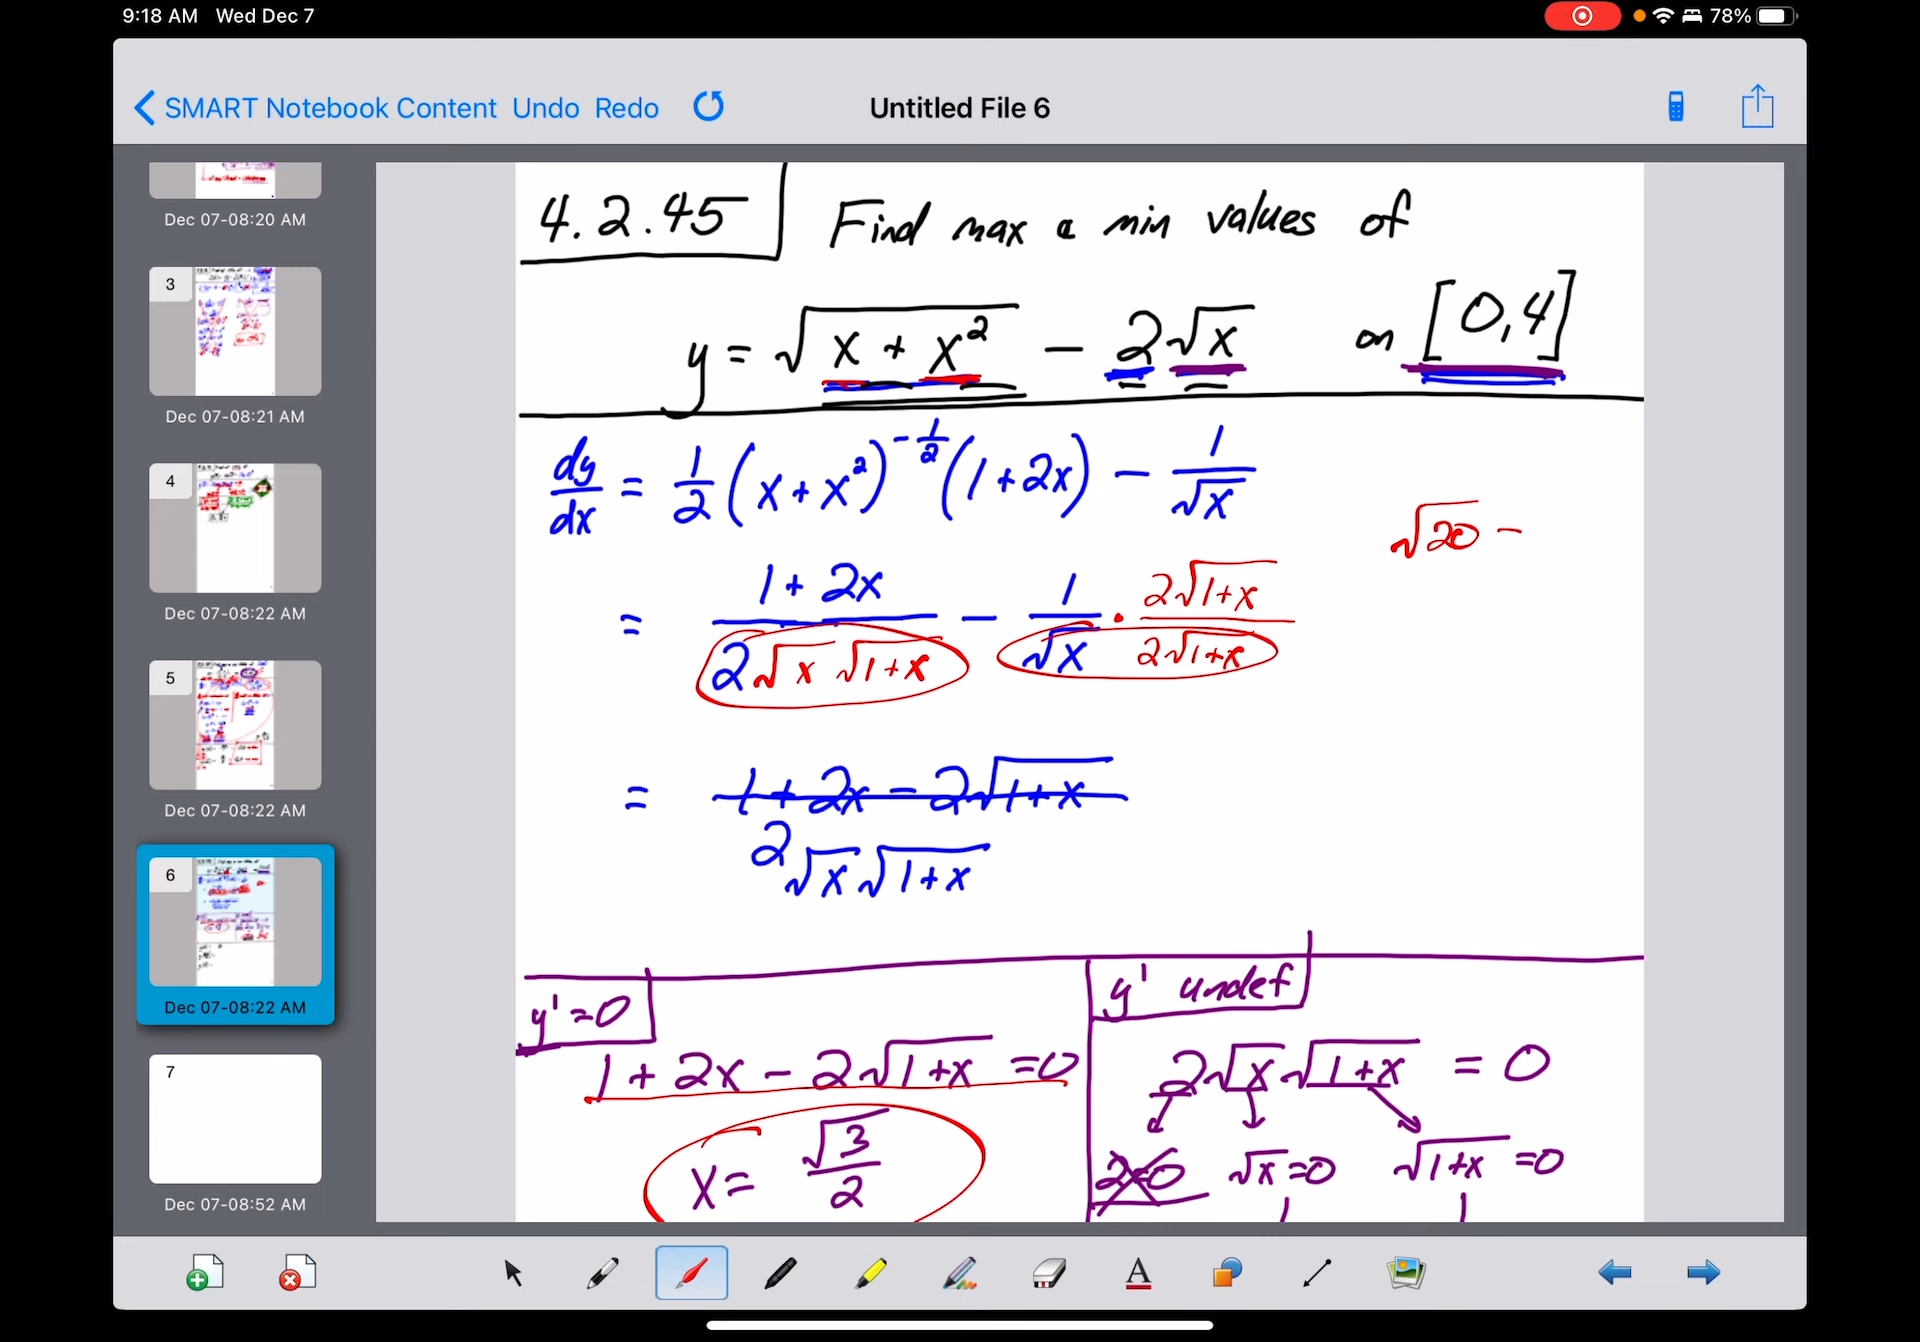 9:18 AM Wed Dec 7 78%
SMART Notebook Content Undo Redo Untitled File 6
Dec 07-08:20 AM
3
Dec 07-08:21 AM
4
Dec 07-08:22 AM
5
Dec 07-08:22 AM
6
Dec 07-08:22 AM
7
Dec 07-08:52 AM
4.2.45 Find max & min values of
y = √(x + x²) − 2√x on [0,4]
dy/dx = 1/2 (x + x²)^(-1/2) (1 + 2x) − 1/√x
√20 −
= (1 + 2x)/(2√x √(1+x)) − 1/√x · (2√(1+x))/(2√(1+x))
= (1 + 2x − 2√(1+x))/(2√x √(1+x))
y' = 0
1 + 2x − 2√(1+x) = 0
x = √3/2
y' undef
2√x √(1+x) = 0
2=0 √x = 0 √(1+x) = 0
A